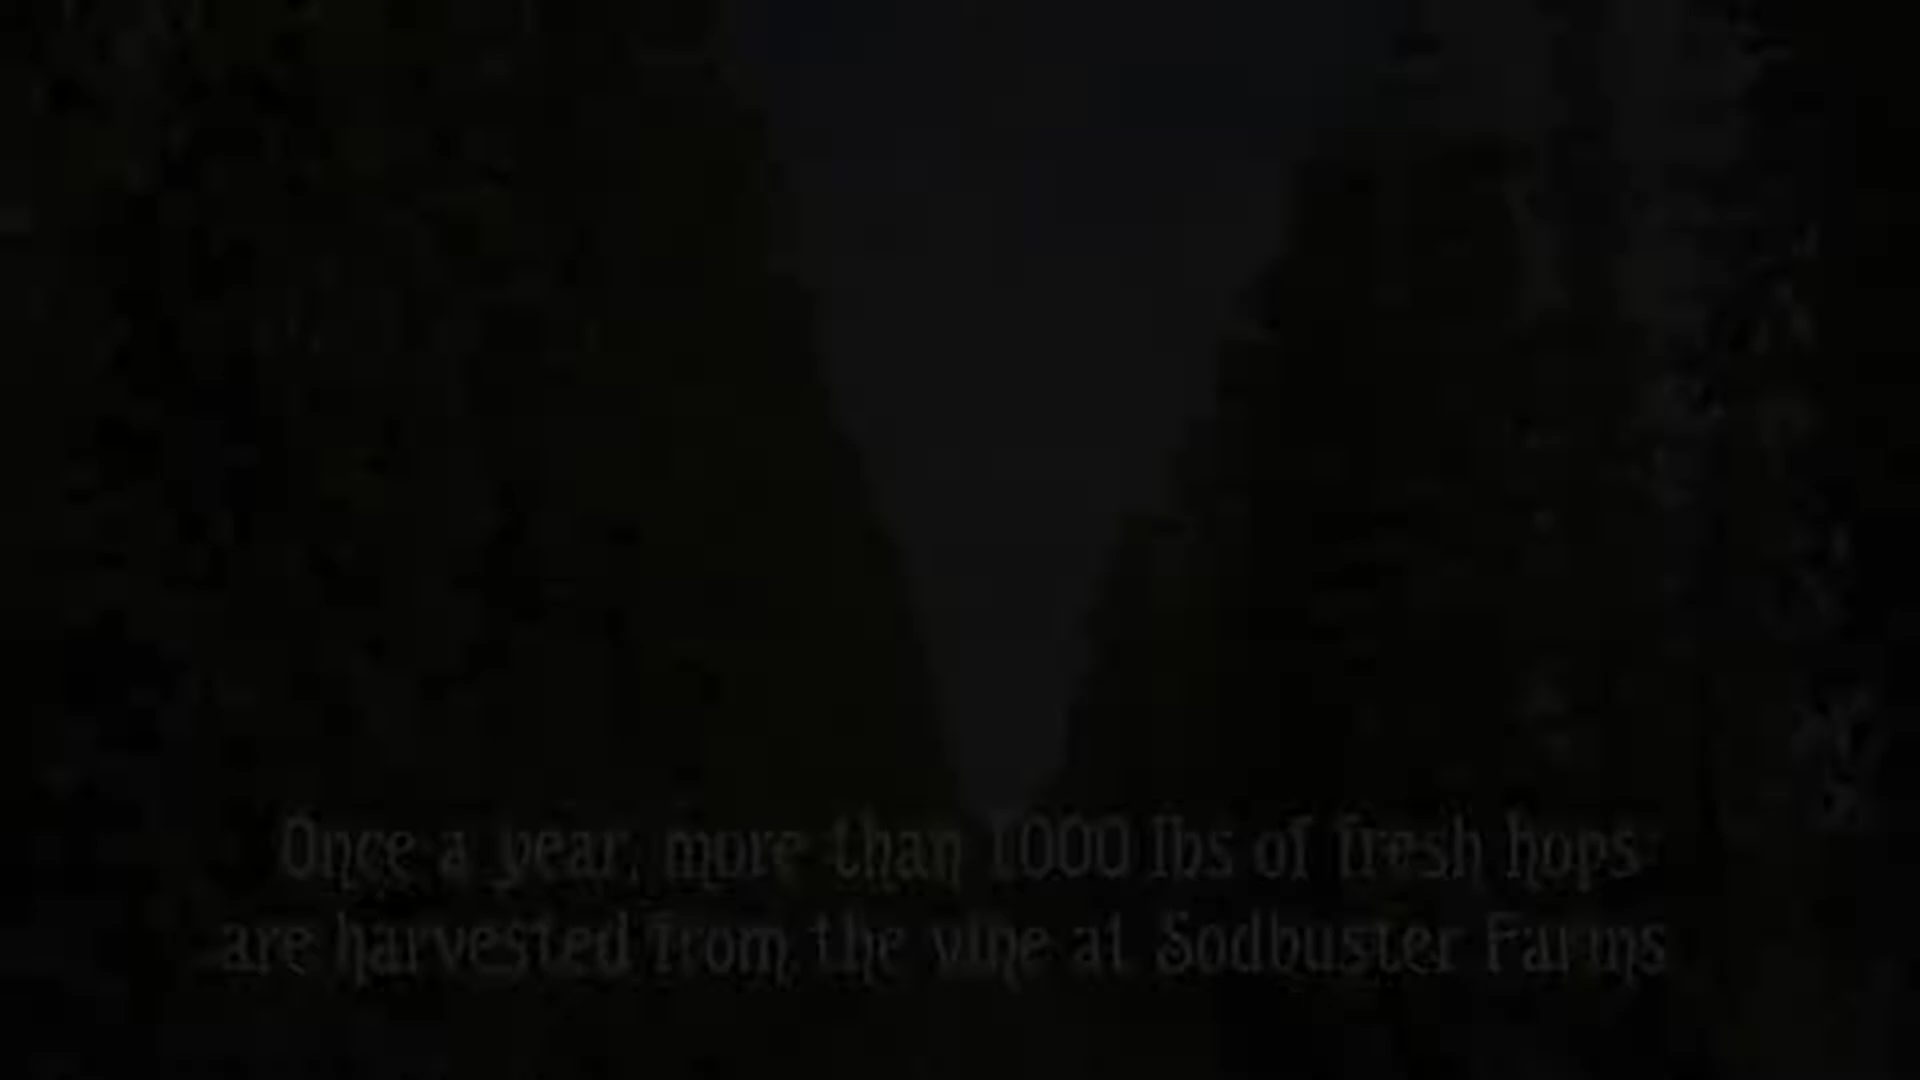 Once a year, more than 1000 lbs of fresh hops
are harvested from the vine at Sodbuster Farms